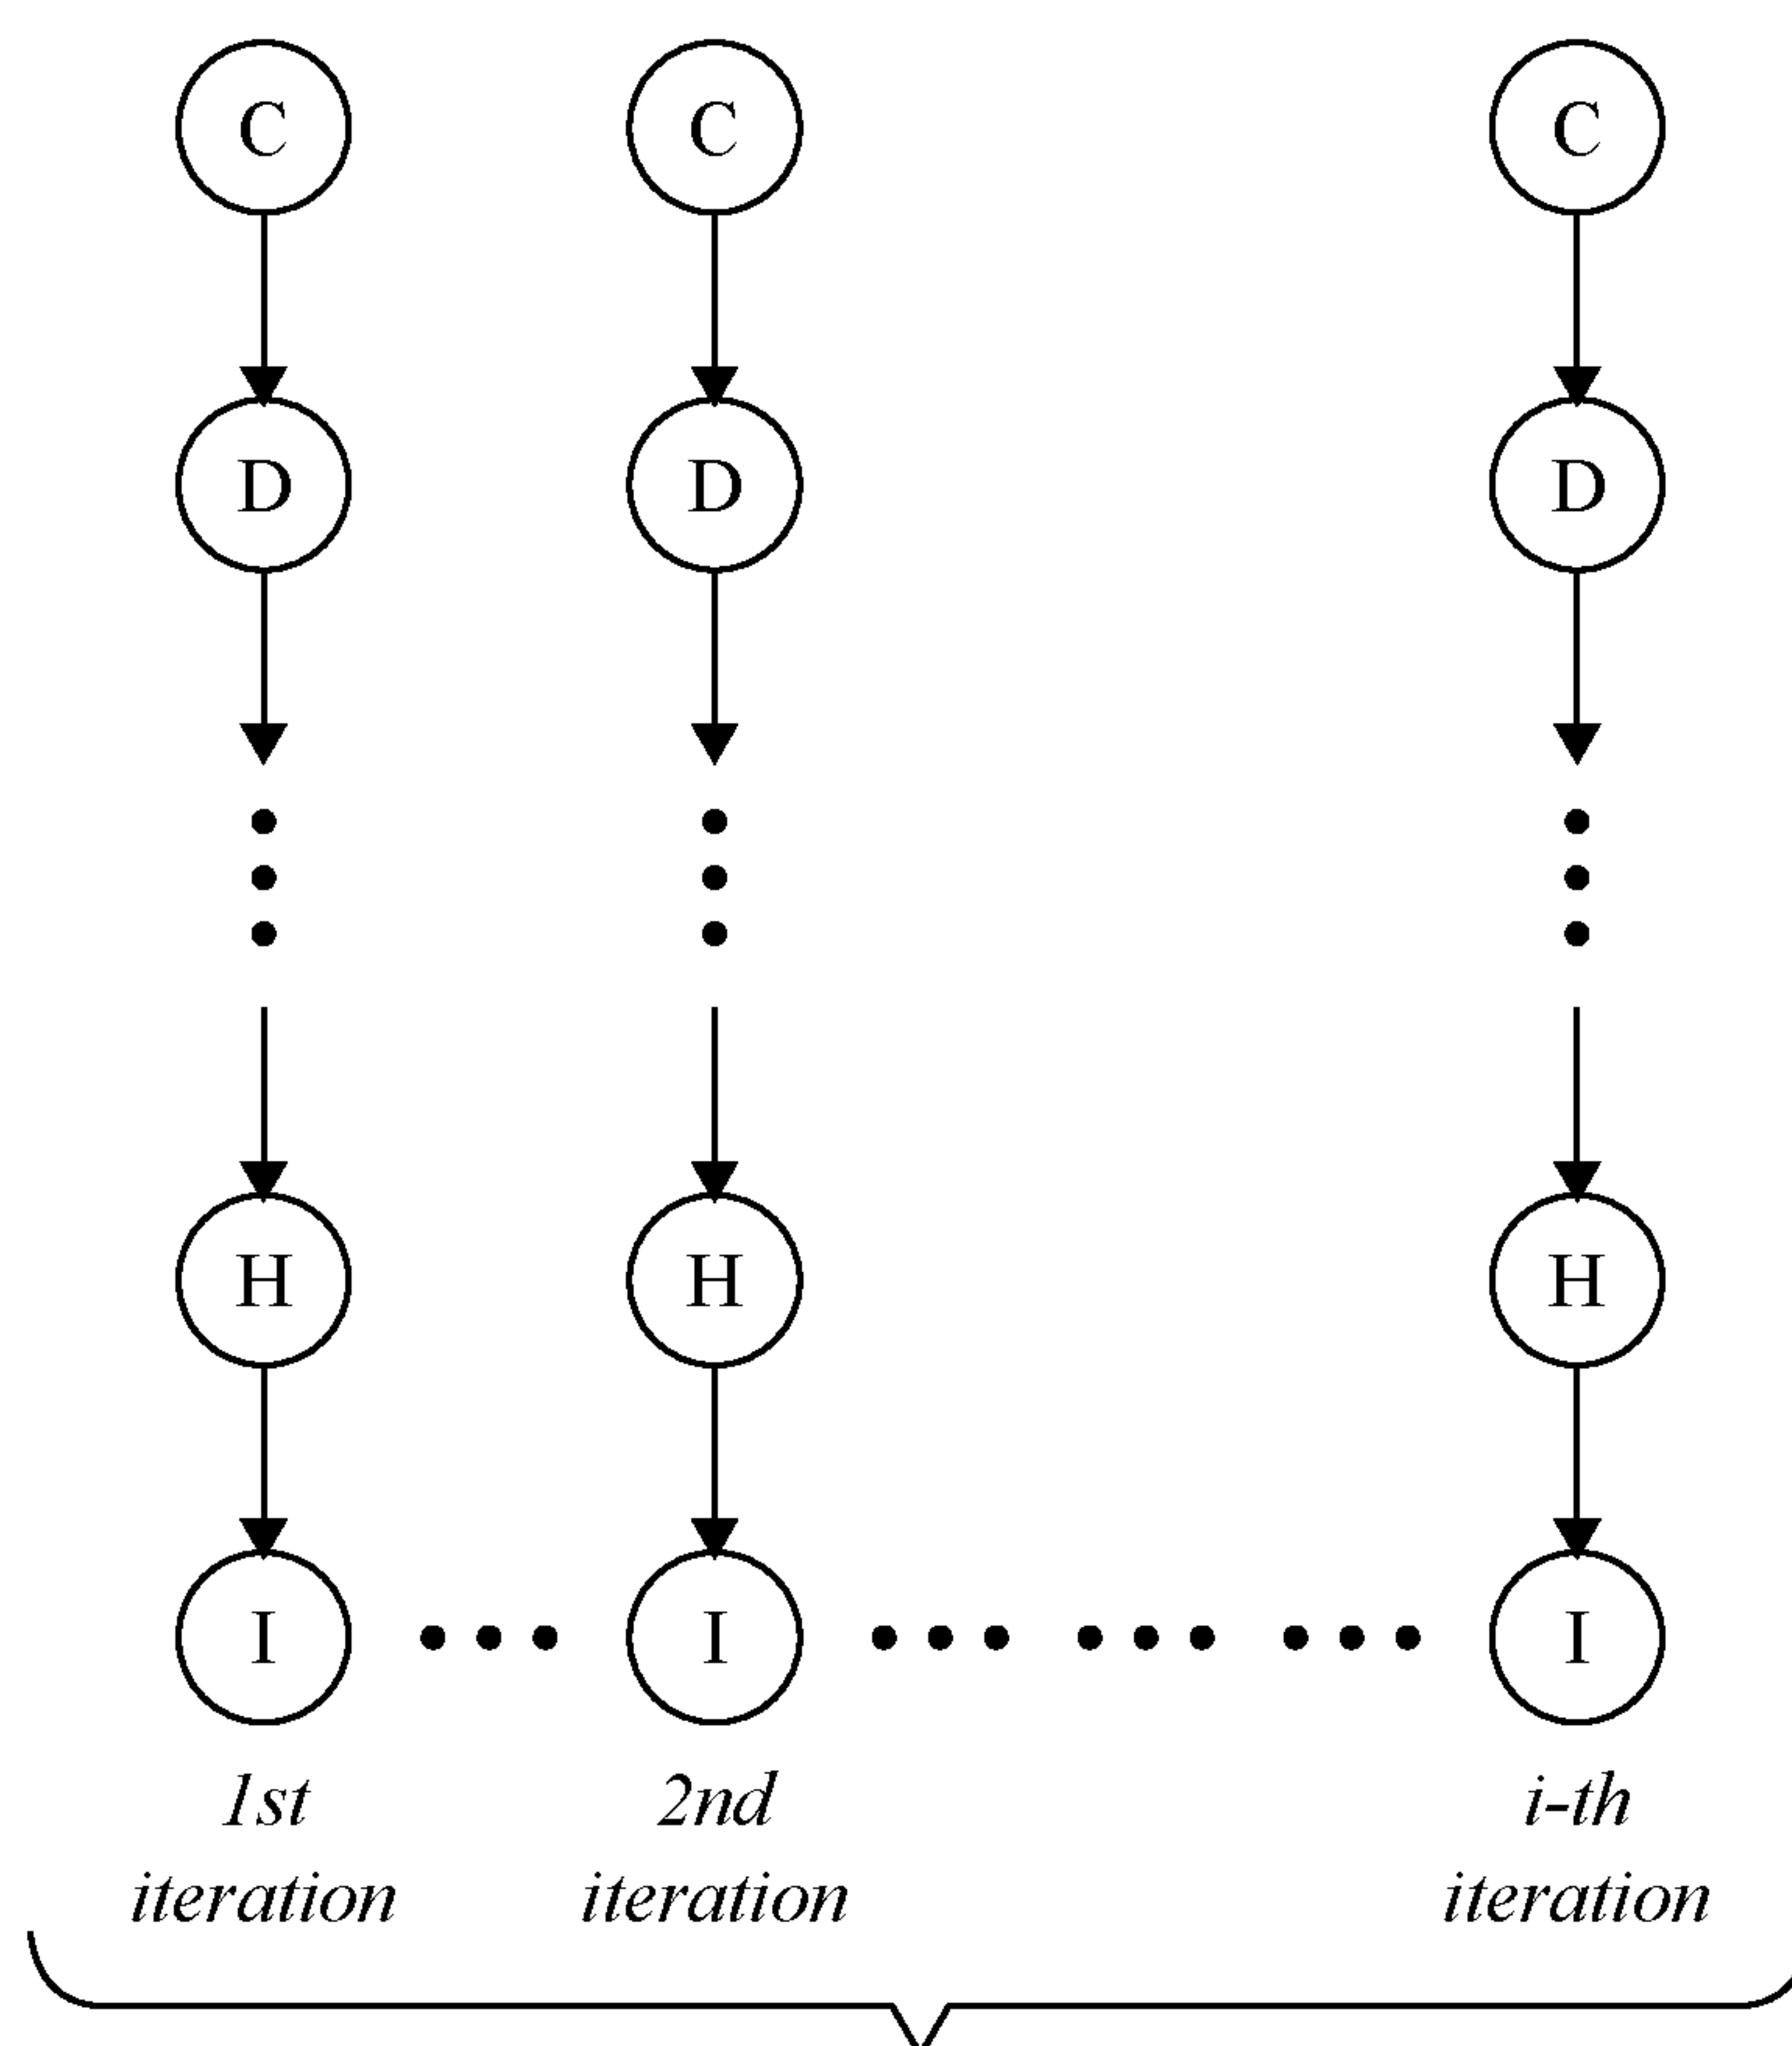 C C C
D D D
H H H
I I I
1st 2nd i-th
iteration iteration iteration